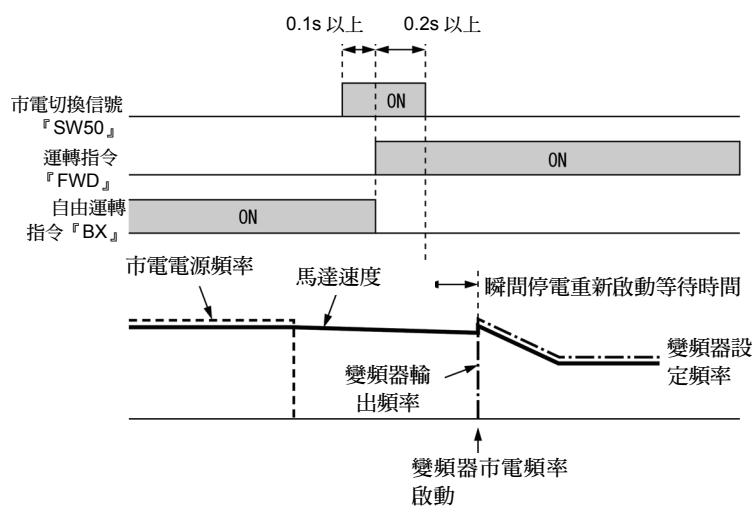 0.1s 以上
0.2s 以上
市電切換信號
『SW50』
ON
運轉指令
『FWD』
ON
自由運轉
指令『BX』
ON
市電電源頻率
馬達速度
瞬間停電重新啟動等待時間
變頻器設
定頻率
變頻器輸
出頻率
變頻器市電頻率
啟動